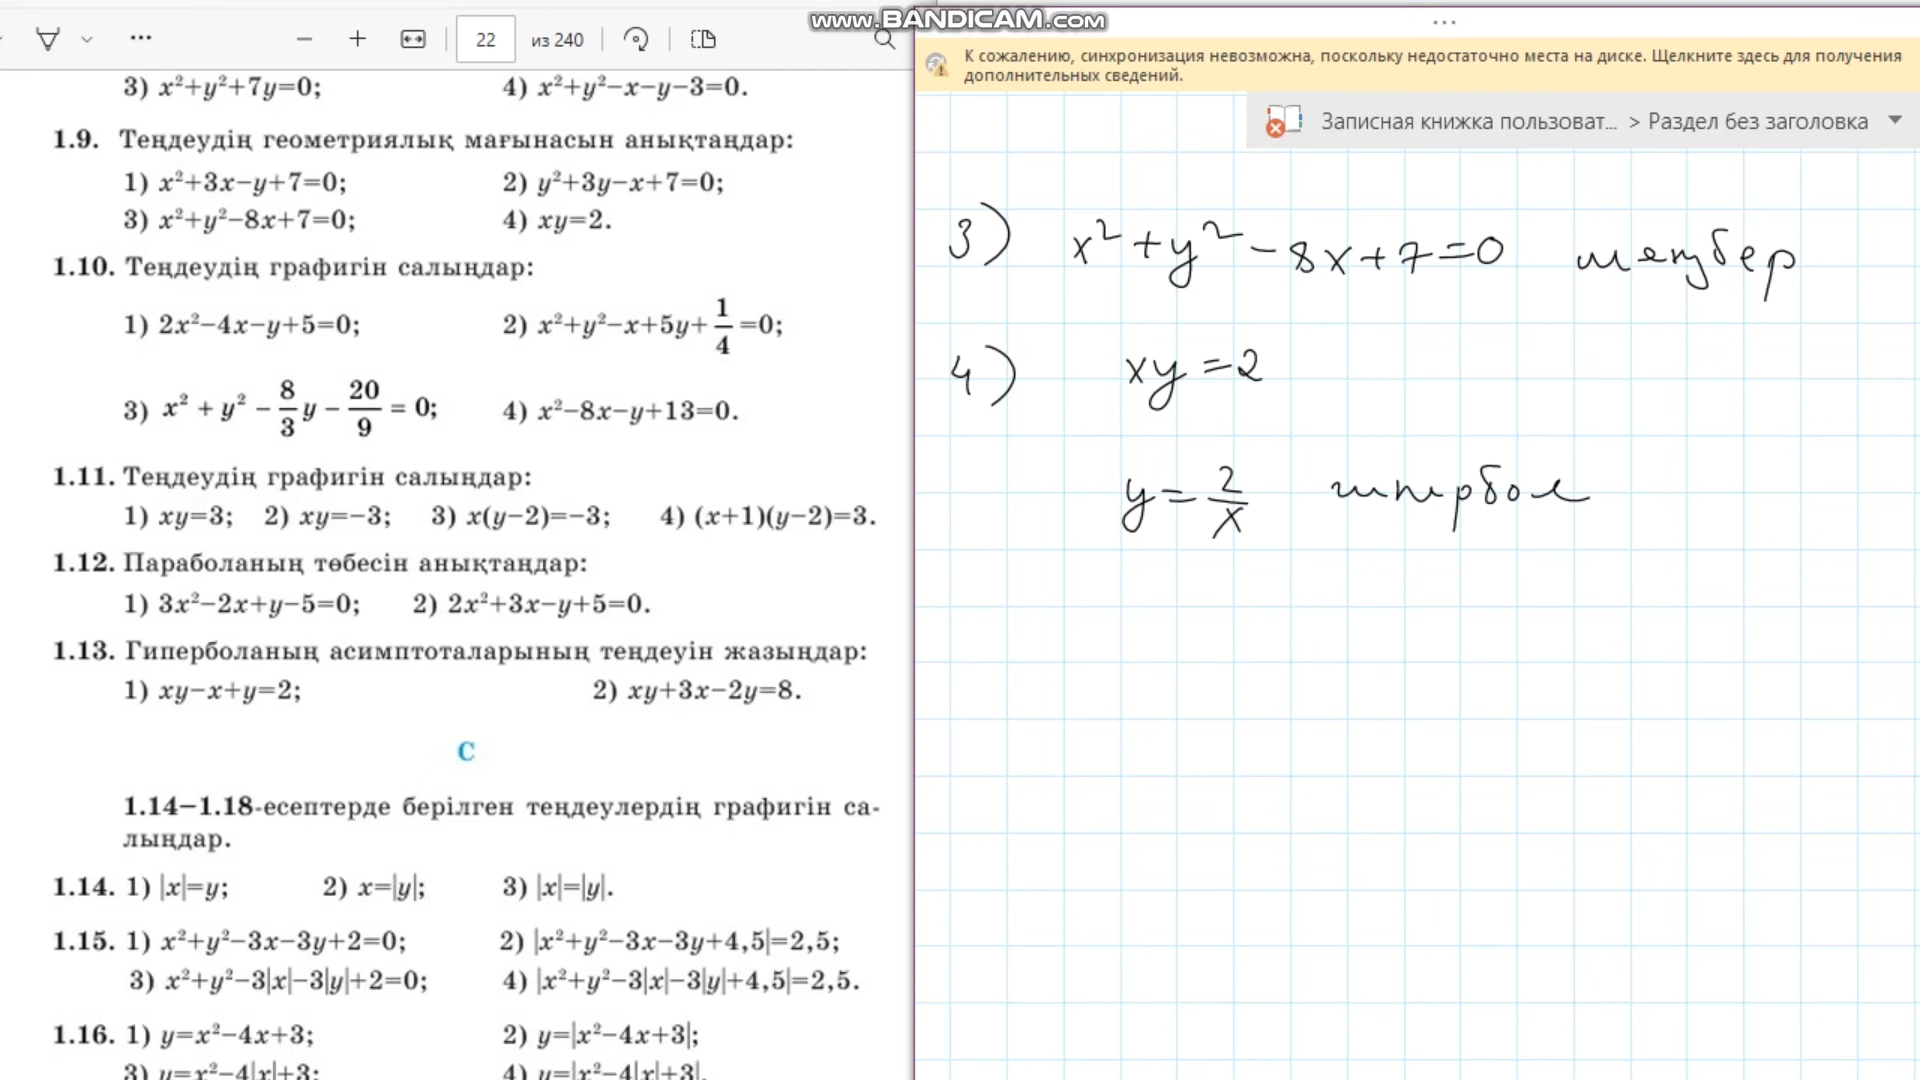 www.BANDICAM.com
22 из 240
3) x²+y²+7y=0; 4) x²+y²−x−y−3=0.
1.9. Теңдеудің геометриялық мағынасын анықтаңдар:
1) x²+3x−y+7=0; 2) y²+3y−x+7=0;
3) x²+y²−8x+7=0; 4) xy=2.
1.10. Теңдеудің графигін салыңдар:
1) 2x²−4x−y+5=0; 2) x²+y²−x+5y+1/4=0;
3) x² + y² − 8/3 y − 20/9 = 0; 4) x²−8x−y+13=0.
1.11. Теңдеудің графигін салыңдар:
1) xy=3; 2) xy=−3; 3) x(y−2)=−3; 4) (x+1)(y−2)=3.
1.12. Параболаның төбесін анықтаңдар:
1) 3x²−2x+y−5=0; 2) 2x²+3x−y+5=0.
1.13. Гиперболаның асимптоталарының теңдеуін жазыңдар:
1) xy−x+y=2; 2) xy+3x−2y=8.
C
1.14−1.18-есептерде берілген теңдеулердің графигін са-
лыңдар.
1.14. 1) |x|=y; 2) x=|y|; 3) |x|=|y|.
1.15. 1) x²+y²−3x−3y+2=0; 2) |x²+y²−3x−3y+4,5|=2,5;
3) x²+y²−3|x|−3|y|+2=0; 4) |x²+y²−3|x|−3|y|+4,5|=2,5.
1.16. 1) y=x²−4x+3; 2) y=|x²−4x+3|;
3) y=x²−4|x|+3; 4) y=|x²−4|x|+3|.
К сожалению, синхронизация невозможна, поскольку недостаточно места на диске. Щелкните здесь для получения
дополнительных сведений.
Записная книжка пользоват... > Раздел без заголовка
3) x²+y²−8x+7=0 шеңбер
4) xy=2
y=2/x